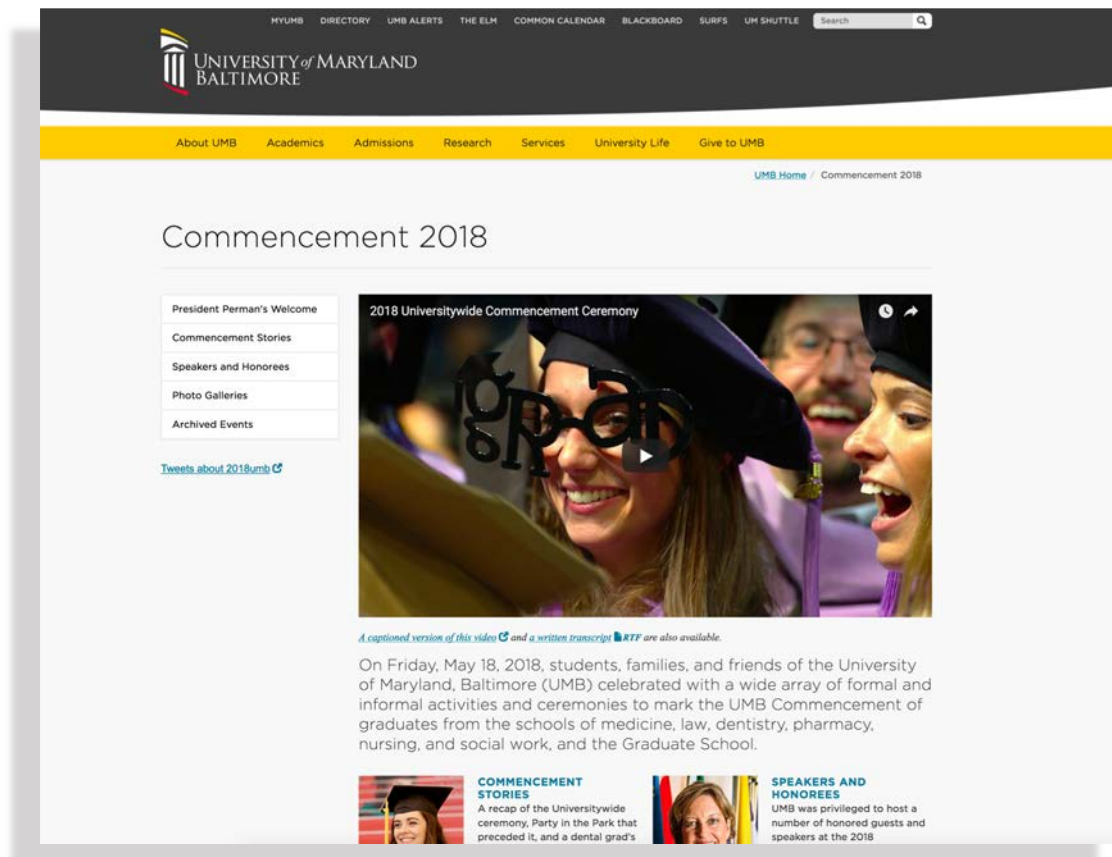 MYUMB DIRECTORY UMB ALERTS THE ELM COMMON CALENDAR BLACKBOARD SURFS UM SHUTTLE Search
UNIVERSITY of MARYLAND
BALTIMORE
About UMB Academics Admissions Research Services University Life Give to UMB
UMB Home / Commencement 2018
Commencement 2018
President Perman's Welcome
Commencement Stories
Speakers and Honorees
Photo Galleries
Archived Events
Tweets about 2018umb
2018 Universitywide Commencement Ceremony
gr-ad
A captioned version of this video and a written transcript RTF are also available.
On Friday, May 18, 2018, students, families, and friends of the University
of Maryland, Baltimore (UMB) celebrated with a wide array of formal and
informal activities and ceremonies to mark the UMB Commencement of
graduates from the schools of medicine, law, dentistry, pharmacy,
nursing, and social work, and the Graduate School.
COMMENCEMENT
STORIES
A recap of the Universitywide
ceremony, Party in the Park that
preceded it, and a dental grad's
SPEAKERS AND
HONOREES
UMB was privileged to host a
number of honored guests and
speakers at the 2018